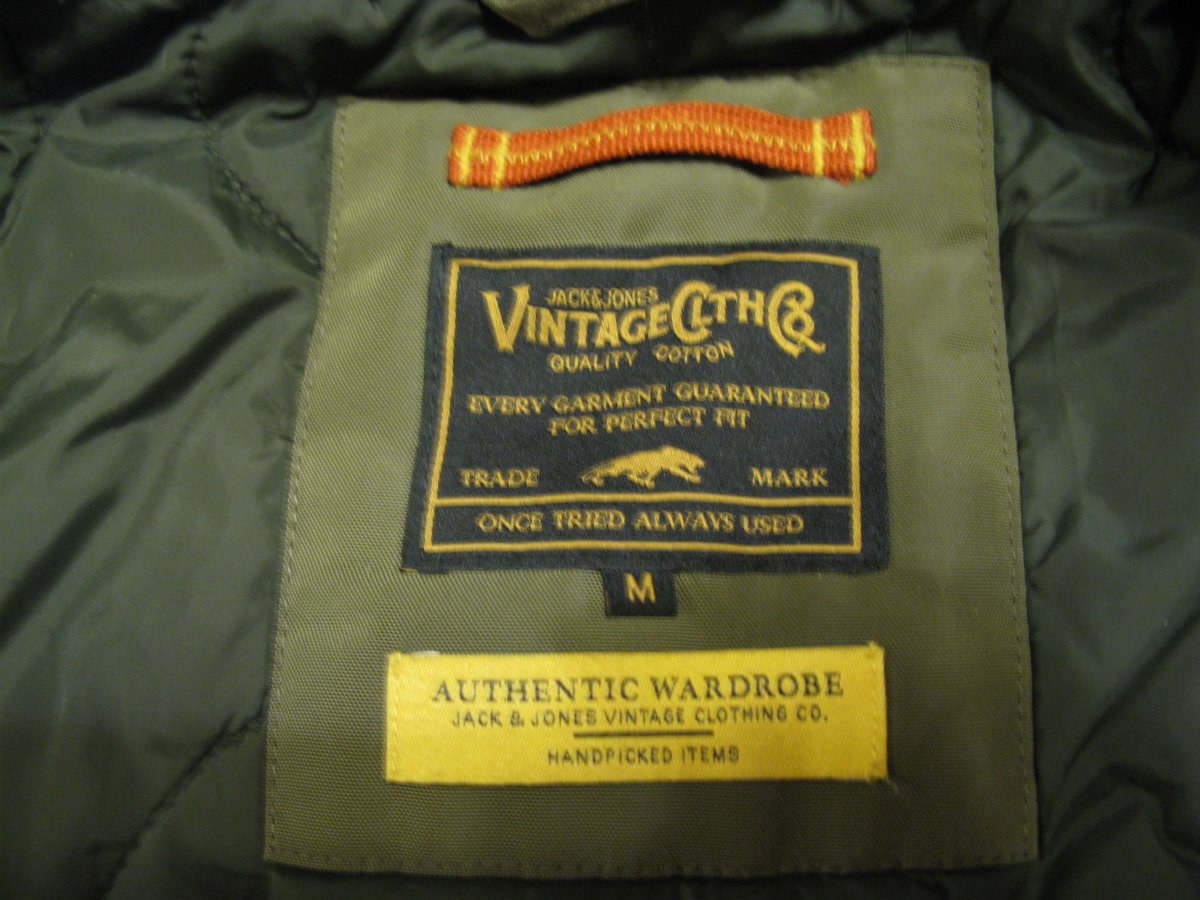 JACK&JONES
VINTAGE CLTH Co
QUALITY COTTON
EVERY GARMENT GUARANTEED
FOR PERFECT FIT
TRADE MARK
ONCE TRIED ALWAYS USED
M
AUTHENTIC WARDROBE
JACK & JONES VINTAGE CLOTHING CO.
HANDPICKED ITEMS